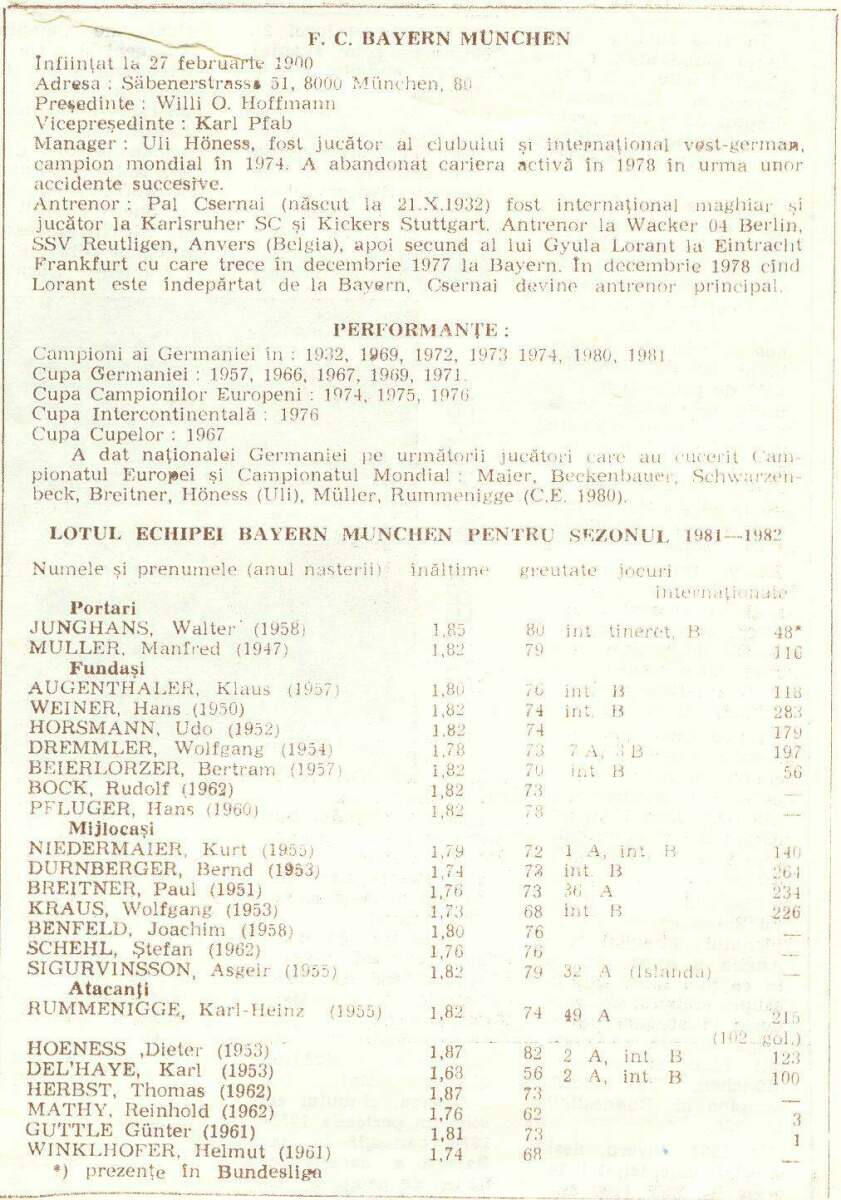 F. C. BAYERN MÜNCHEN
Înființat la 27 februarte 1900
Adresa : Säbenerstrasse 51, 8000 München, 80
Președinte : Willi O. Hoffmann
Vicepreședinte : Karl Pfab
Manager : Uli Höness, fost jucător al clubului și internațional vest-german,
campion mondial în 1974. A abandonat cariera activă în 1978 în urma unor
accidente succesive.
Antrenor : Pal Csernai (născut la 21.X.1932) fost internațional maghiar și
jucător la Karlsruher SC și Kickers Stuttgart. Antrenor la Wacker 04 Berlin,
SSV Reutligen, Anvers (Belgia), apoi secund al lui Gyula Lorant la Eintracht
Frankfurt cu care trece în decembrie 1977 la Bayern. În decembrie 1978 cînd
Lorant este îndepărtat de la Bayern, Csernai devine antrenor principal.
PERFORMANȚE :
Campioni ai Germaniei în : 1932, 1969, 1972, 1973 1974, 1980, 1981
Cupa Germaniei : 1957, 1966, 1967, 1969, 1971.
Cupa Campionilor Europeni : 1974, 1975, 1976
Cupa Intercontinentală : 1976
Cupa Cupelor : 1967
A dat naționalei Germaniei pe următorii jucători care au cucerit Cam-
pionatul Europei și Campionatul Mondial : Maier, Beckenbauer, Schwarzen-
beck, Breitner, Höness (Uli), Müller, Rummenigge (C.E. 1980).
LOTUL ECHIPEI BAYERN MUNCHEN PENTRU SEZONUL 1981—1982
Numele și prenumele (anul nasterii) înăltime greutate jocuri
internaționale
Portari
JUNGHANS, Walter (1958) 1,85 80 int tineret, B 48*
MULLER, Manfred (1947) 1,82 79 116
Fundași
AUGENTHALER, Klaus (1957) 1,80 76 int. B 118
WEINER, Hans (1950) 1,82 74 int. B 283
HORSMANN, Udo (1952) 1,82 74 179
DREMMLER, Wolfgang (1954) 1,78 73 7 A, 3 B 197
BEIERLORZER, Bertram (1957) 1,82 70 int B 56
BOCK, Rudolf (1962) 1,82 73 —
PFLUGER, Hans (1960) 1,82 78 —
Mijlocași
NIEDERMAIER, Kurt (1955) 1,79 72 1 A, int. B 140
DURNBERGER, Bernd (1953) 1,74 72 int B 264
BREITNER, Paul (1951) 1,76 73 36 A 234
KRAUS, Wolfgang (1953) 1,73 68 int B 226
BENFELD, Joachim (1958) 1,80 76 —
SCHEHL, Ștefan (1962) 1,76 76 —
SIGURVINSSON, Asgeir (1955) 1,82 79 32 A (Islanda) —
Atacanți
RUMMENIGGE, Karl-Heinz (1955) 1,82 74 49 A 215
(102 gol.)
HOENESS ,Dieter (1953) 1,87 82 2 A, int. B 123
DEL'HAYE, Karl (1953) 1,68 56 2 A, int. B 100
HERBST, Thomas (1962) 1,87 73 —
MATHY, Reinhold (1962) 1,76 62 3
GUTTLE Günter (1961) 1,81 73 1
WINKLHOFER, Helmut (1961) 1,74 68 —
*) prezențe în Bundesliga